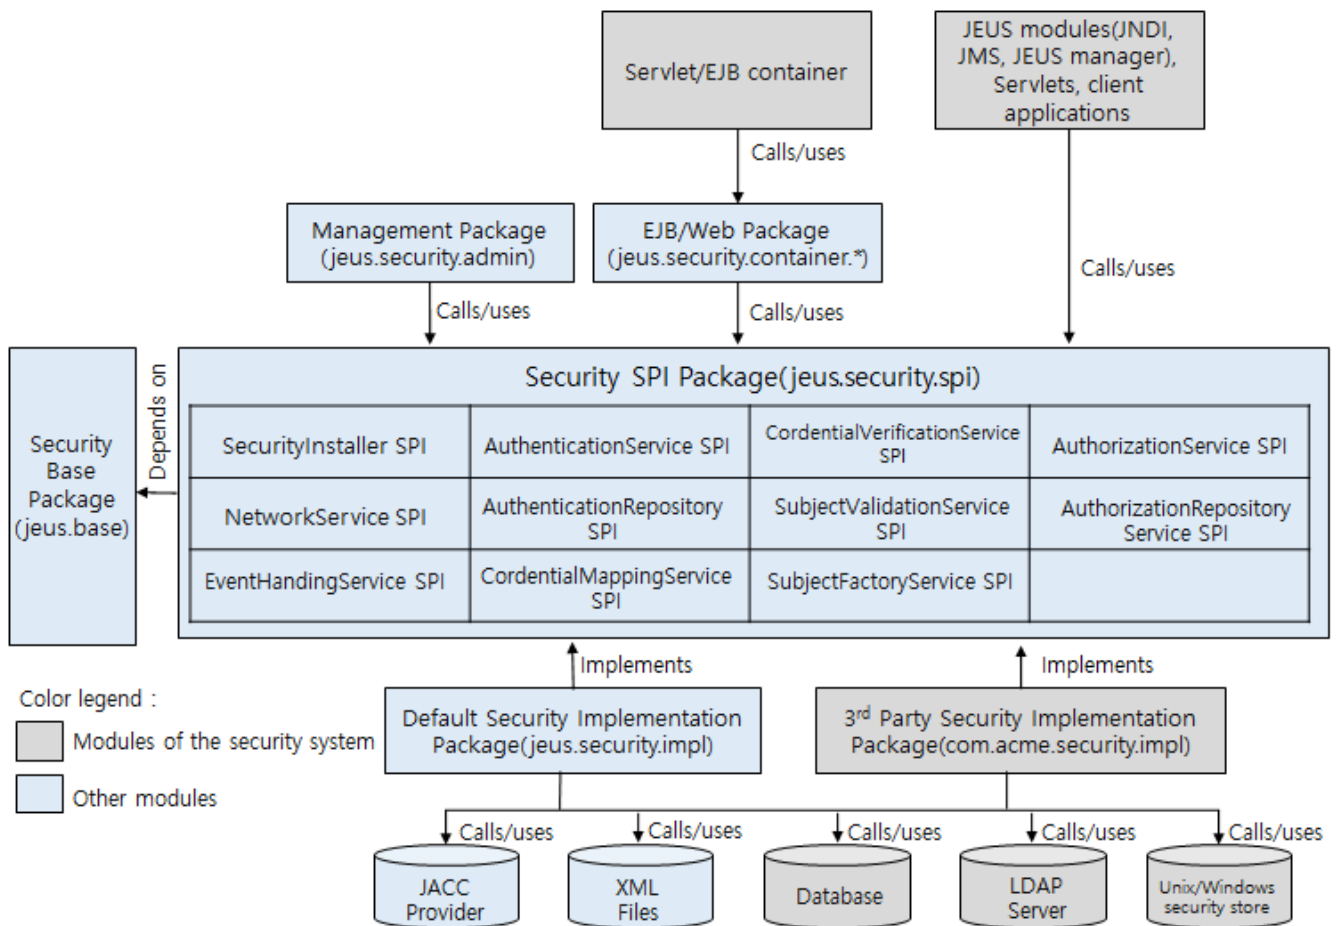 Servlet/EJB container
JEUS modules(JNDI,
JMS, JEUS manager),
Servlets, client
applications
Calls/uses
Management Package
(jeus.security.admin)
EJB/Web Package
(jeus.security.container.*)
Calls/uses
Calls/uses
Calls/uses
Security
Base
Package
(jeus.base)
Depends on
Security SPI Package(jeus.security.spi)
SecurityInstaller SPI
AuthenticationService SPI
CordentialVerificationService
SPI
AuthorizationService SPI
NetworkService SPI
AuthenticationRepository
SPI
SubjectValidationService
SPI
AuthorizationRepository
Service SPI
EventHandingService SPI
CordentialMappingService
SPI
SubjectFactoryService SPI
Implements
Implements
Color legend :
Modules of the security system
Other modules
Default Security Implementation
Package(jeus.security.impl)
3rd Party Security Implementation
Package(com.acme.security.impl)
Calls/uses
Calls/uses
Calls/uses
Calls/uses
Calls/uses
JACC
Provider
XML
Files
Database
LDAP
Server
Unix/Windows
security store